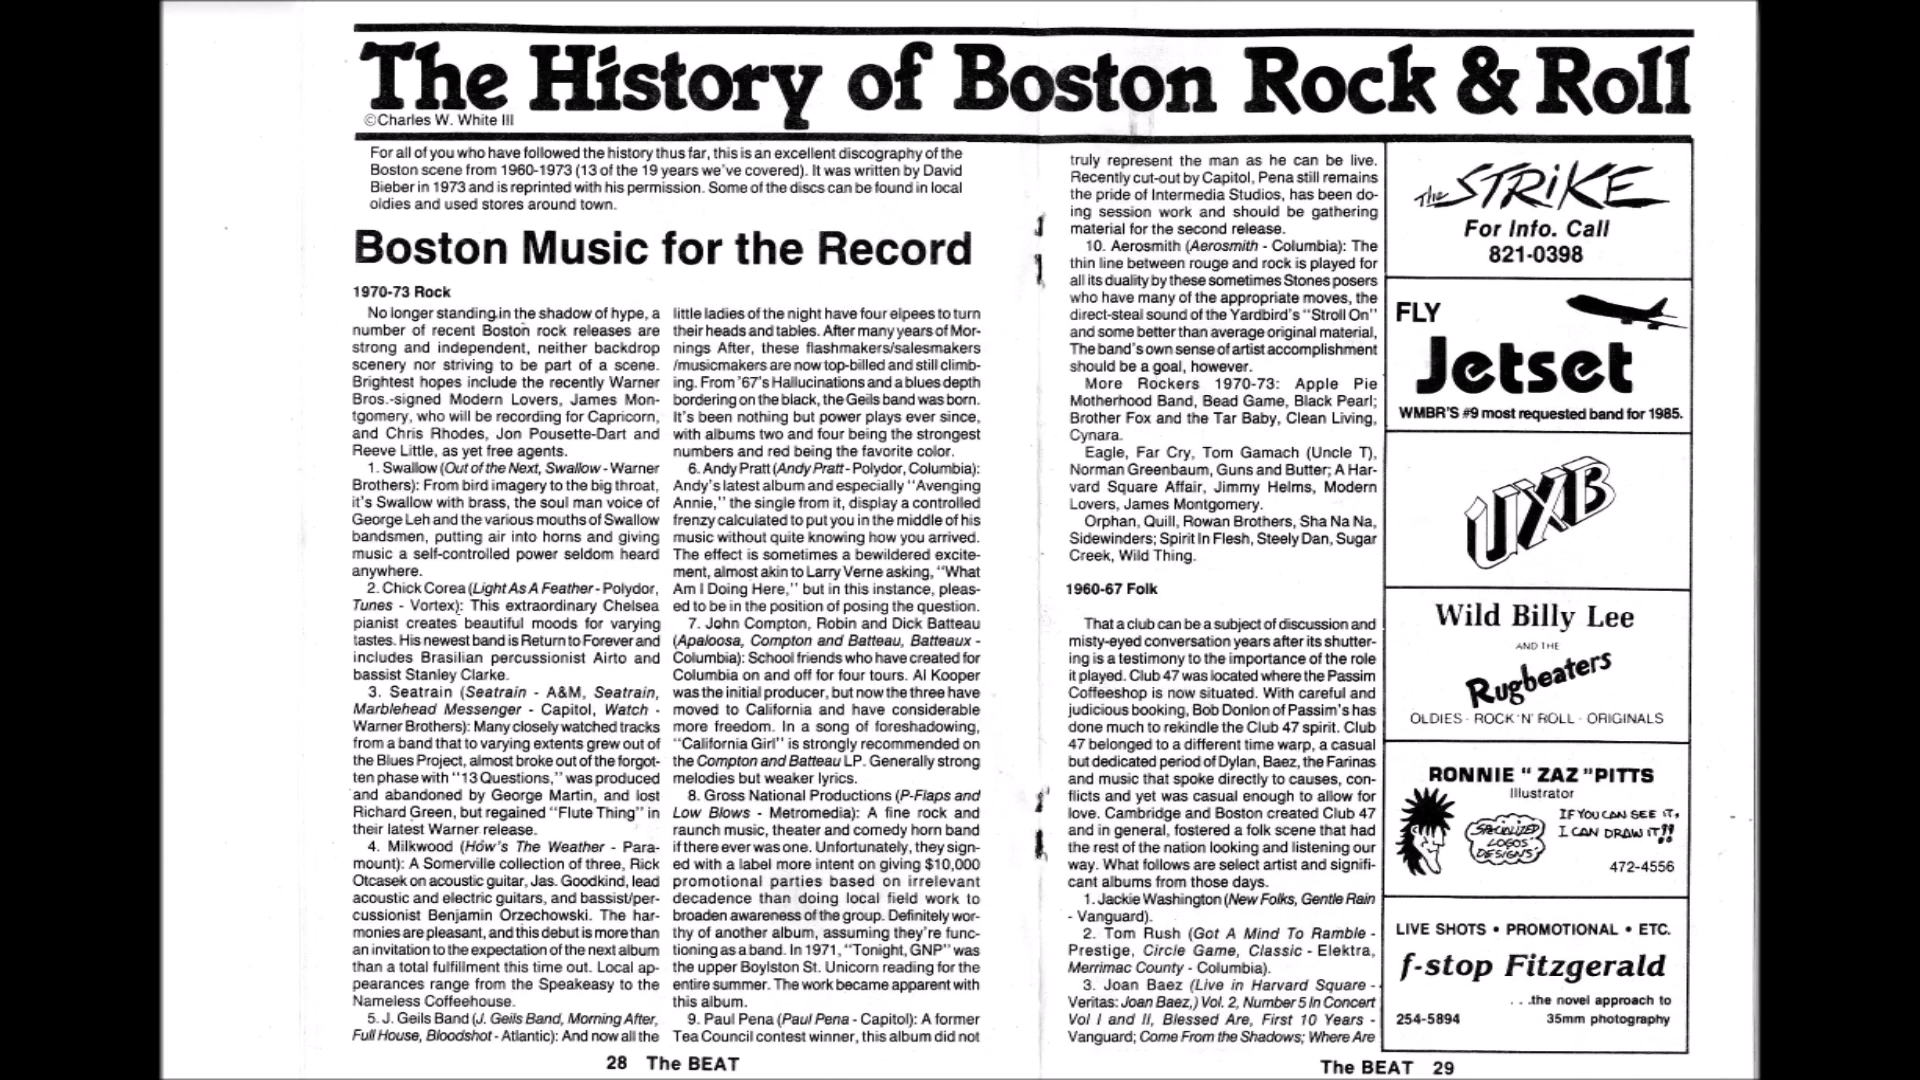 The History of Boston Rock & Roll
©Charles W. White III
For all of you who have followed the history thus far, this is an excellent discography of the
Boston scene from 1960-1973 (13 of the 19 years we've covered). It was written by David
Bieber in 1973 and is reprinted with his permission. Some of the discs can be found in local
oldies and used stores around town.
Boston Music for the Record
1970-73 Rock
No longer standing in the shadow of hype, a
number of recent Boston rock releases are
strong and independent, neither backdrop
scenery nor striving to be part of a scene.
Brightest hopes include the recently Warner
Bros.-signed Modern Lovers, James Mon-
tgomery, who will be recording for Capricorn,
and Chris Rhodes, Jon Pousette-Dart and
Reeve Little, as yet free agents.
1. Swallow (Out of the Next, Swallow - Warner
Brothers): From bird imagery to the big throat,
it's Swallow with brass, the soul man voice of
George Leh and the various mouths of Swallow
bandsmen, putting air into horns and giving
music a self-controlled power seldom heard
anywhere.
2. Chick Corea (Light As A Feather - Polydor,
Tunes - Vortex): This extraordinary Chelsea
pianist creates beautiful moods for varying
tastes. His newest band is Return to Forever and
includes Brasilian percussionist Airto and
bassist Stanley Clarke.
3. Seatrain (Seatrain - A&M, Seatrain,
Marblehead Messenger - Capitol, Watch -
Warner Brothers): Many closely watched tracks
from a band that to varying extents grew out of
the Blues Project, almost broke out of the forgot-
ten phase with "13 Questions," was produced
and abandoned by George Martin, and lost
Richard Green, but regained "Flute Thing" in
their latest Warner release.
4. Milkwood (How's The Weather - Para-
mount): A Somerville collection of three, Rick
Otcasek on acoustic guitar, Jas. Goodkind, lead
acoustic and electric guitars, and bassist/per-
cussionist Benjamin Orzechowski. The har-
monies are pleasant, and this debut is more than
an invitation to the expectation of the next album
than a total fulfillment this time out. Local ap-
pearances range from the Speakeasy to the
Nameless Coffeehouse.
5. J. Geils Band (J. Geils Band, Morning After,
Full House, Bloodshot - Atlantic): And now all the
little ladies of the night have four elpees to turn
their heads and tables. After many years of Mor-
nings After, these flashmakers/salesmakers
/musicmakers are now top-billed and still climb-
ing. From '67's Hallucinations and a blues depth
bordering on the black, the Geils band was born.
It's been nothing but power plays ever since,
with albums two and four being the strongest
numbers and red being the favorite color.
6. Andy Pratt (Andy Pratt - Polydor, Columbia):
Andy's latest album and especially "Avenging
Annie," the single from it, display a controlled
frenzy calculated to put you in the middle of his
music without quite knowing how you arrived.
The effect is sometimes a bewildered excite-
ment, almost akin to Larry Verne asking, "What
Am I Doing Here," but in this instance, pleas-
ed to be in the position of posing the question.
7. John Compton, Robin and Dick Batteau
(Apaloosa, Compton and Batteau, Batteaux -
Columbia): School friends who have created for
Columbia on and off for four tours. Al Kooper
was the initial producer, but now the three have
moved to California and have considerable
more freedom. In a song of foreshadowing,
"California Girl" is strongly recommended on
the Compton and Batteau LP. Generally strong
melodies but weaker lyrics.
8. Gross National Productions (P-Flaps and
Low Blows - Metromedia): A fine rock and
raunch music, theater and comedy horn band
if there ever was one. Unfortunately, they sign-
ed with a label more intent on giving $10,000
promotional parties based on irrelevant
decadence than doing local field work to
broaden awareness of the group. Definitely wor-
thy of another album, assuming they're func-
tioning as a band. In 1971, "Tonight, GNP" was
the upper Boylston St. Unicorn reading for the
entire summer. The work became apparent with
this album.
9. Paul Pena (Paul Pena - Capitol): A former
Tea Council contest winner, this album did not
28 The BEAT
truly represent the man as he can be live.
Recently cut-out by Capitol, Pena still remains
the pride of Intermedia Studios, has been do-
ing session work and should be gathering
material for the second release.
10. Aerosmith (Aerosmith - Columbia): The
thin line between rouge and rock is played for
all its duality by these sometimes Stones posers
who have many of the appropriate moves, the
direct-steal sound of the Yardbird's "Stroll On"
and some better than average original material,
The band's own sense of artist accomplishment
should be a goal, however.
More Rockers 1970-73: Apple Pie
Motherhood Band, Bead Game, Black Pearl;
Brother Fox and the Tar Baby, Clean Living,
Cynara.
Eagle, Far Cry, Tom Gamach (Uncle T),
Norman Greenbaum, Guns and Butter; A Har-
vard Square Affair, Jimmy Helms, Modern
Lovers, James Montgomery.
Orphan, Quill, Rowan Brothers, Sha Na Na,
Sidewinders; Spirit In Flesh, Steely Dan, Sugar
Creek, Wild Thing.
1960-67 Folk
That a club can be a subject of discussion and
misty-eyed conversation years after its shutter-
ing is a testimony to the importance of the role
it played. Club 47 was located where the Passim
Coffeeshop is now situated. With careful and
judicious booking, Bob Donlon of Passim's has
done much to rekindle the Club 47 spirit. Club
47 belonged to a different time warp, a casual
but dedicated period of Dylan, Baez, the Farinas
and music that spoke directly to causes, con-
flicts and yet was casual enough to allow for
love. Cambridge and Boston created Club 47
and in general, fostered a folk scene that had
the rest of the nation looking and listening our
way. What follows are select artist and signifi-
cant albums from those days.
1. Jackie Washington (New Folks, Gentle Rain
- Vanguard).
2. Tom Rush (Got A Mind To Ramble -
Prestige, Circle Game, Classic - Elektra,
Merrimac County - Columbia).
3. Joan Baez (Live in Harvard Square -
Veritas: Joan Baez,) Vol. 2, Number 5 In Concert
Vol I and II, Blessed Are, First 10 Years -
Vanguard; Come From the Shadows; Where Are
The STRIKE
For Info. Call
821-0398
FLY
Jetset
WMBR'S #9 most requested band for 1985.
UXB
Wild Billy Lee
AND THE
Rugbeaters
OLDIES - ROCK 'N' ROLL - ORIGINALS
RONNIE "ZAZ" PITTS
Illustrator
IF YOU CAN SEE IT,
I CAN DRAW IT!!
SPECIALIZED
LOGOS
DESIGNS
472-4556
LIVE SHOTS • PROMOTIONAL • ETC.
f-stop Fitzgerald
. . .the novel approach to
254-5894 35mm photography
The BEAT 29